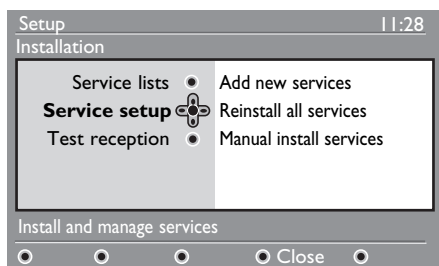 Setup 11:28
Installation
Service lists Add new services
Service setup Reinstall all services
Test reception Manual install services
Install and manage services
Close